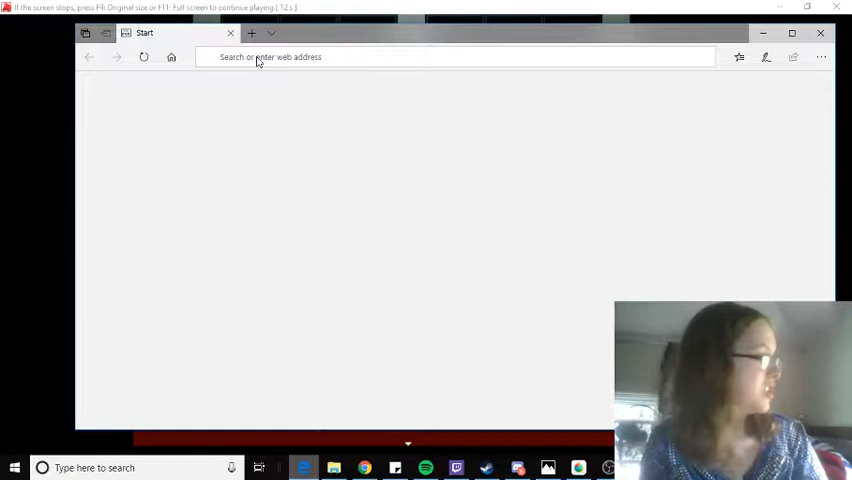 If the screen stops, press F4: Original size or F11: Full screen to continue playing.[ 12 s ]
Start
Search or enter web address
Type here to search